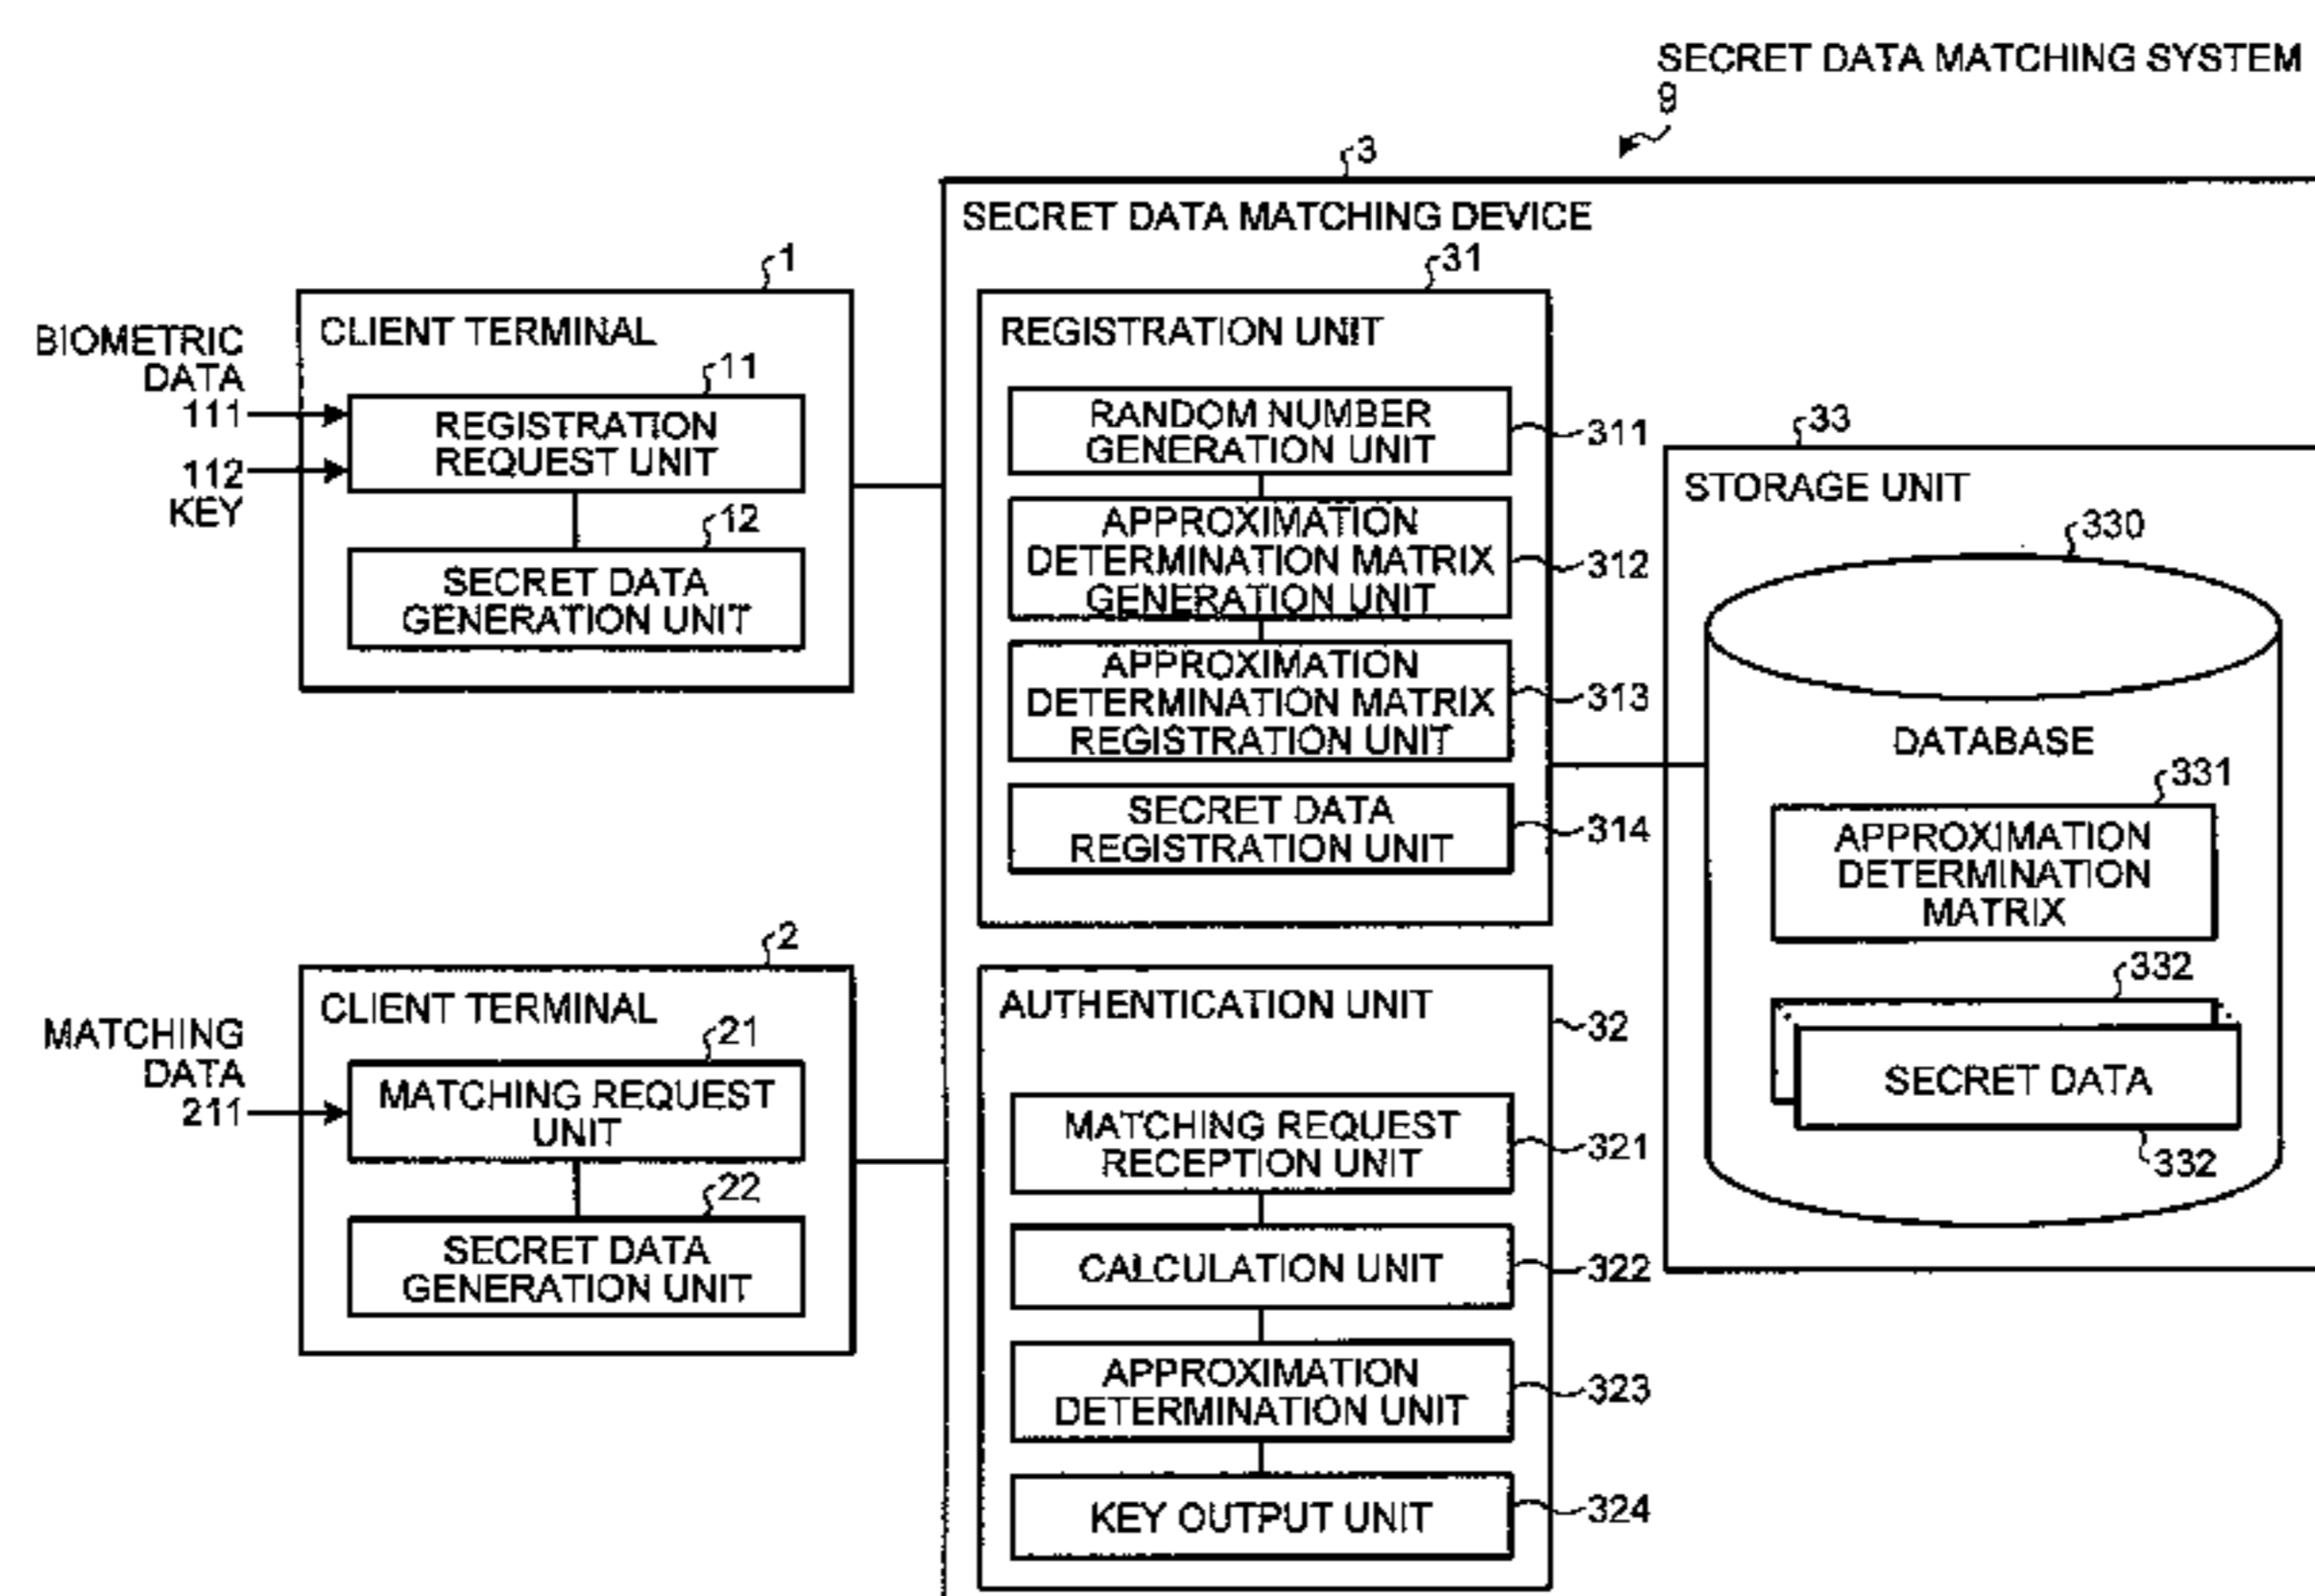 SECRET DATA MATCHING SYSTEM
9
3
SECRET DATA MATCHING DEVICE
1
CLIENT TERMINAL
BIOMETRIC
DATA
111
112
KEY
11
REGISTRATION
REQUEST UNIT
12
SECRET DATA
GENERATION UNIT
2
CLIENT TERMINAL
MATCHING
DATA
211
21
MATCHING REQUEST
UNIT
22
SECRET DATA
GENERATION UNIT
31
REGISTRATION UNIT
RANDOM NUMBER
GENERATION UNIT
311
APPROXIMATION
DETERMINATION MATRIX
GENERATION UNIT
312
APPROXIMATION
DETERMINATION MATRIX
REGISTRATION UNIT
313
SECRET DATA
REGISTRATION UNIT
314
AUTHENTICATION UNIT
32
MATCHING REQUEST
RECEPTION UNIT
321
CALCULATION UNIT
322
APPROXIMATION
DETERMINATION UNIT
323
KEY OUTPUT UNIT
324
33
STORAGE UNIT
330
DATABASE
331
APPROXIMATION
DETERMINATION
MATRIX
332
SECRET DATA
332